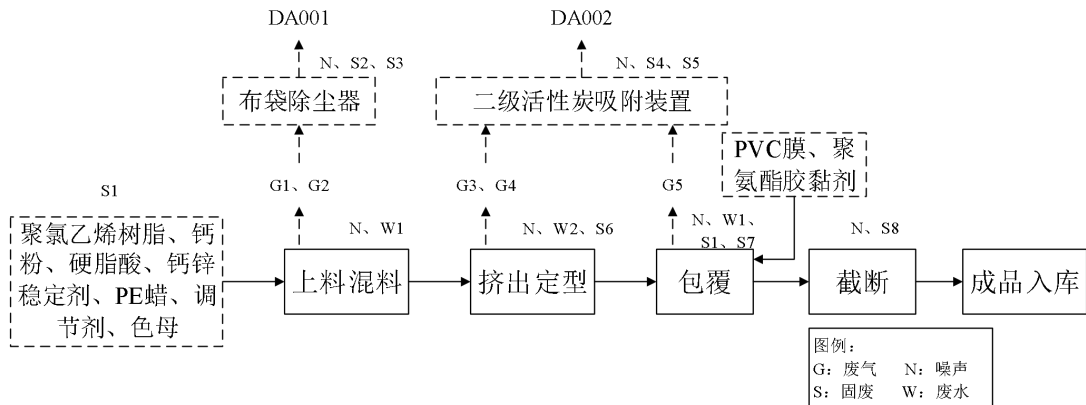 DA001
DA002
N、S2、S3
N、S4、S5
布袋除尘器
二级活性炭吸附装置
PVC膜、聚
氨酯胶黏剂
S1
G1、G2
G3、G4
G5
N、W1
N、W2、S6
N、W1、
S1、S7
N、S8
聚氯乙烯树脂、钙
粉、硬脂酸、钙锌
稳定剂、PE蜡、调
节剂、色母
上料混料
挤出定型
包覆
截断
成品入库
图例：
G：废气 N：噪声
S：固废 W：废水